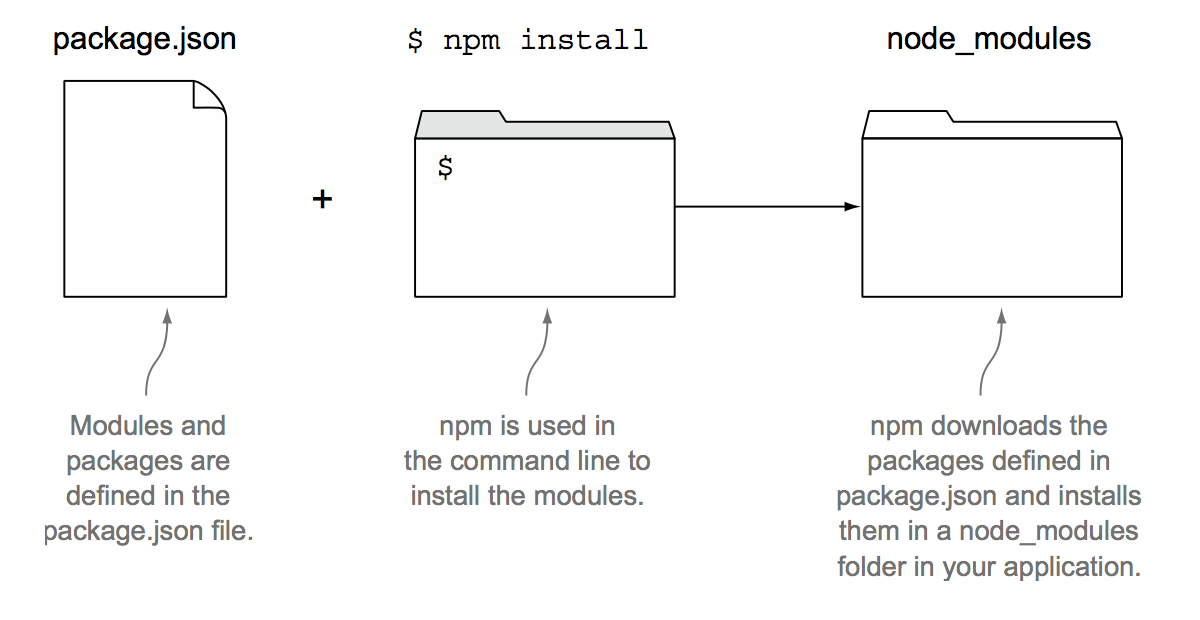 package.json
$ npm install
node_modules
+
$
Modules and
packages are
defined in the
package.json file.
npm is used in
the command line to
install the modules.
npm downloads the
packages defined in
package.json and installs
them in a node_modules
folder in your application.